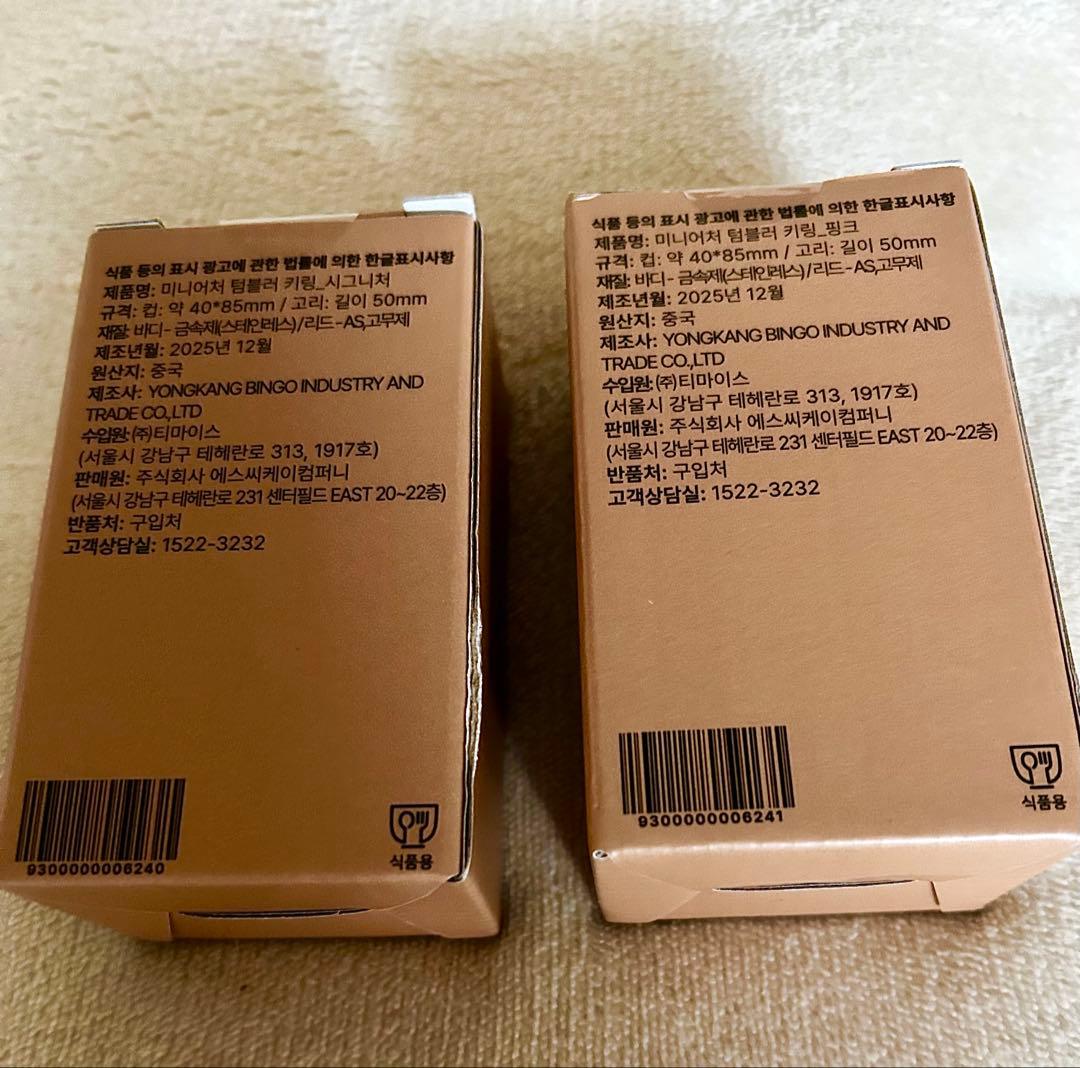 식품 등의 표시 광고에 관한 법률에 의한 한글표시사항
제품명: 미니어처 텀블러 키링_시그니처
규격: 컵: 약 40*85mm / 고리: 길이 50mm
재질: 바디- 금속제(스테인레스)/리드-AS,고무제
제조년월: 2025년 12월
원산지: 중국
제조사: YONGKANG BINGO INDUSTRY AND
TRADE CO.,LTD
수입원: (주)티마이스
(서울시 강남구 테헤란로 313, 1917호)
판매원: 주식회사 에스씨케이컴퍼니
(서울시 강남구 테헤란로 231 센터필드 EAST 20~22층)
반품처: 구입처
고객상담실: 1522-3232
9300000006240
식품용
식품 등의 표시 광고에 관한 법률에 의한 한글표시사항
제품명: 미니어처 텀블러 키링_핑크
규격: 컵: 약 40*85mm / 고리: 길이 50mm
재질: 바디- 금속제(스테인레스)/리드-AS,고무제
제조년월: 2025년 12월
원산지: 중국
제조사: YONGKANG BINGO INDUSTRY AND
TRADE CO.,LTD
수입원: (주)티마이스
(서울시 강남구 테헤란로 313, 1917호)
판매원: 주식회사 에스씨케이컴퍼니
(서울시 강남구 테헤란로 231 센터필드 EAST 20~22층)
반품처: 구입처
고객상담실: 1522-3232
9300000006241
식품용